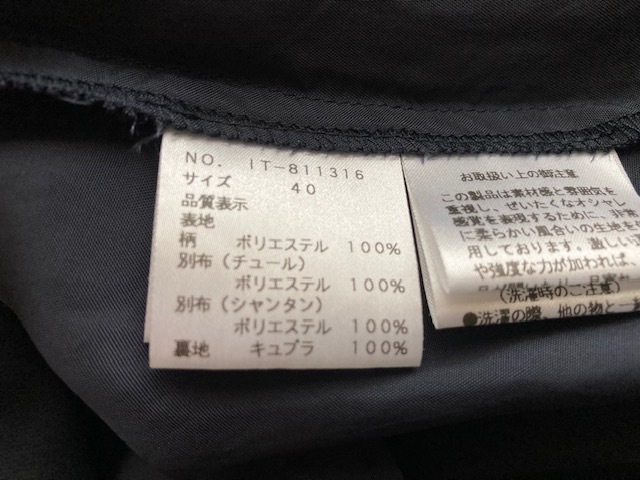 NO. IT-811316
サイズ 40
品質表示
表地
柄 ポリエステル 100%
別布(チュール)
ポリエステル 100%
別布(シャンタン)
ポリエステル 100%
裏地 キュプラ 100%
お取扱い上の御注意
この製品は素材感と雰囲気を
重視し、ぜいたくなオシャレ
感覚を表現するために、非常
に柔らかい風合いの生地を使
用しております。激しい
や強度な力が加われば、
(洗濯時のご注意)
●洗濯の際、他の物と一